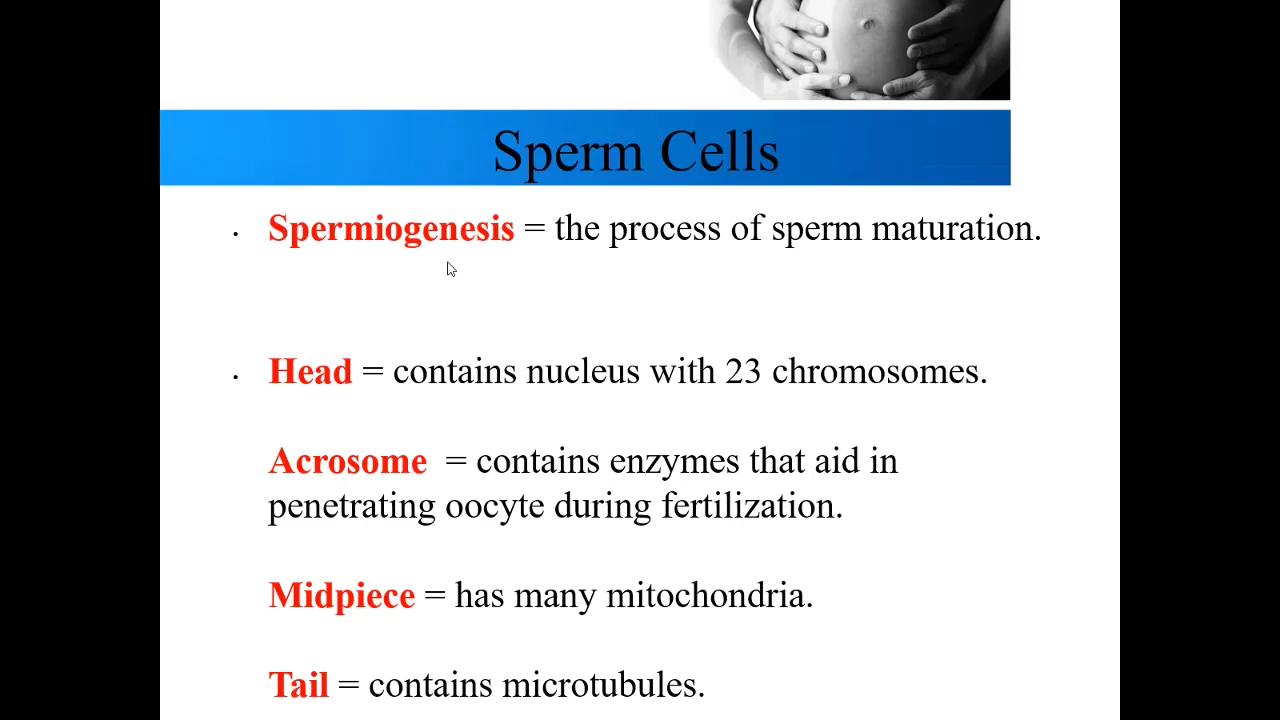 Sperm Cells
• Spermiogenesis = the process of sperm maturation.
• Head = contains nucleus with 23 chromosomes.
Acrosome = contains enzymes that aid in
penetrating oocyte during fertilization.
Midpiece = has many mitochondria.
Tail = contains microtubules.